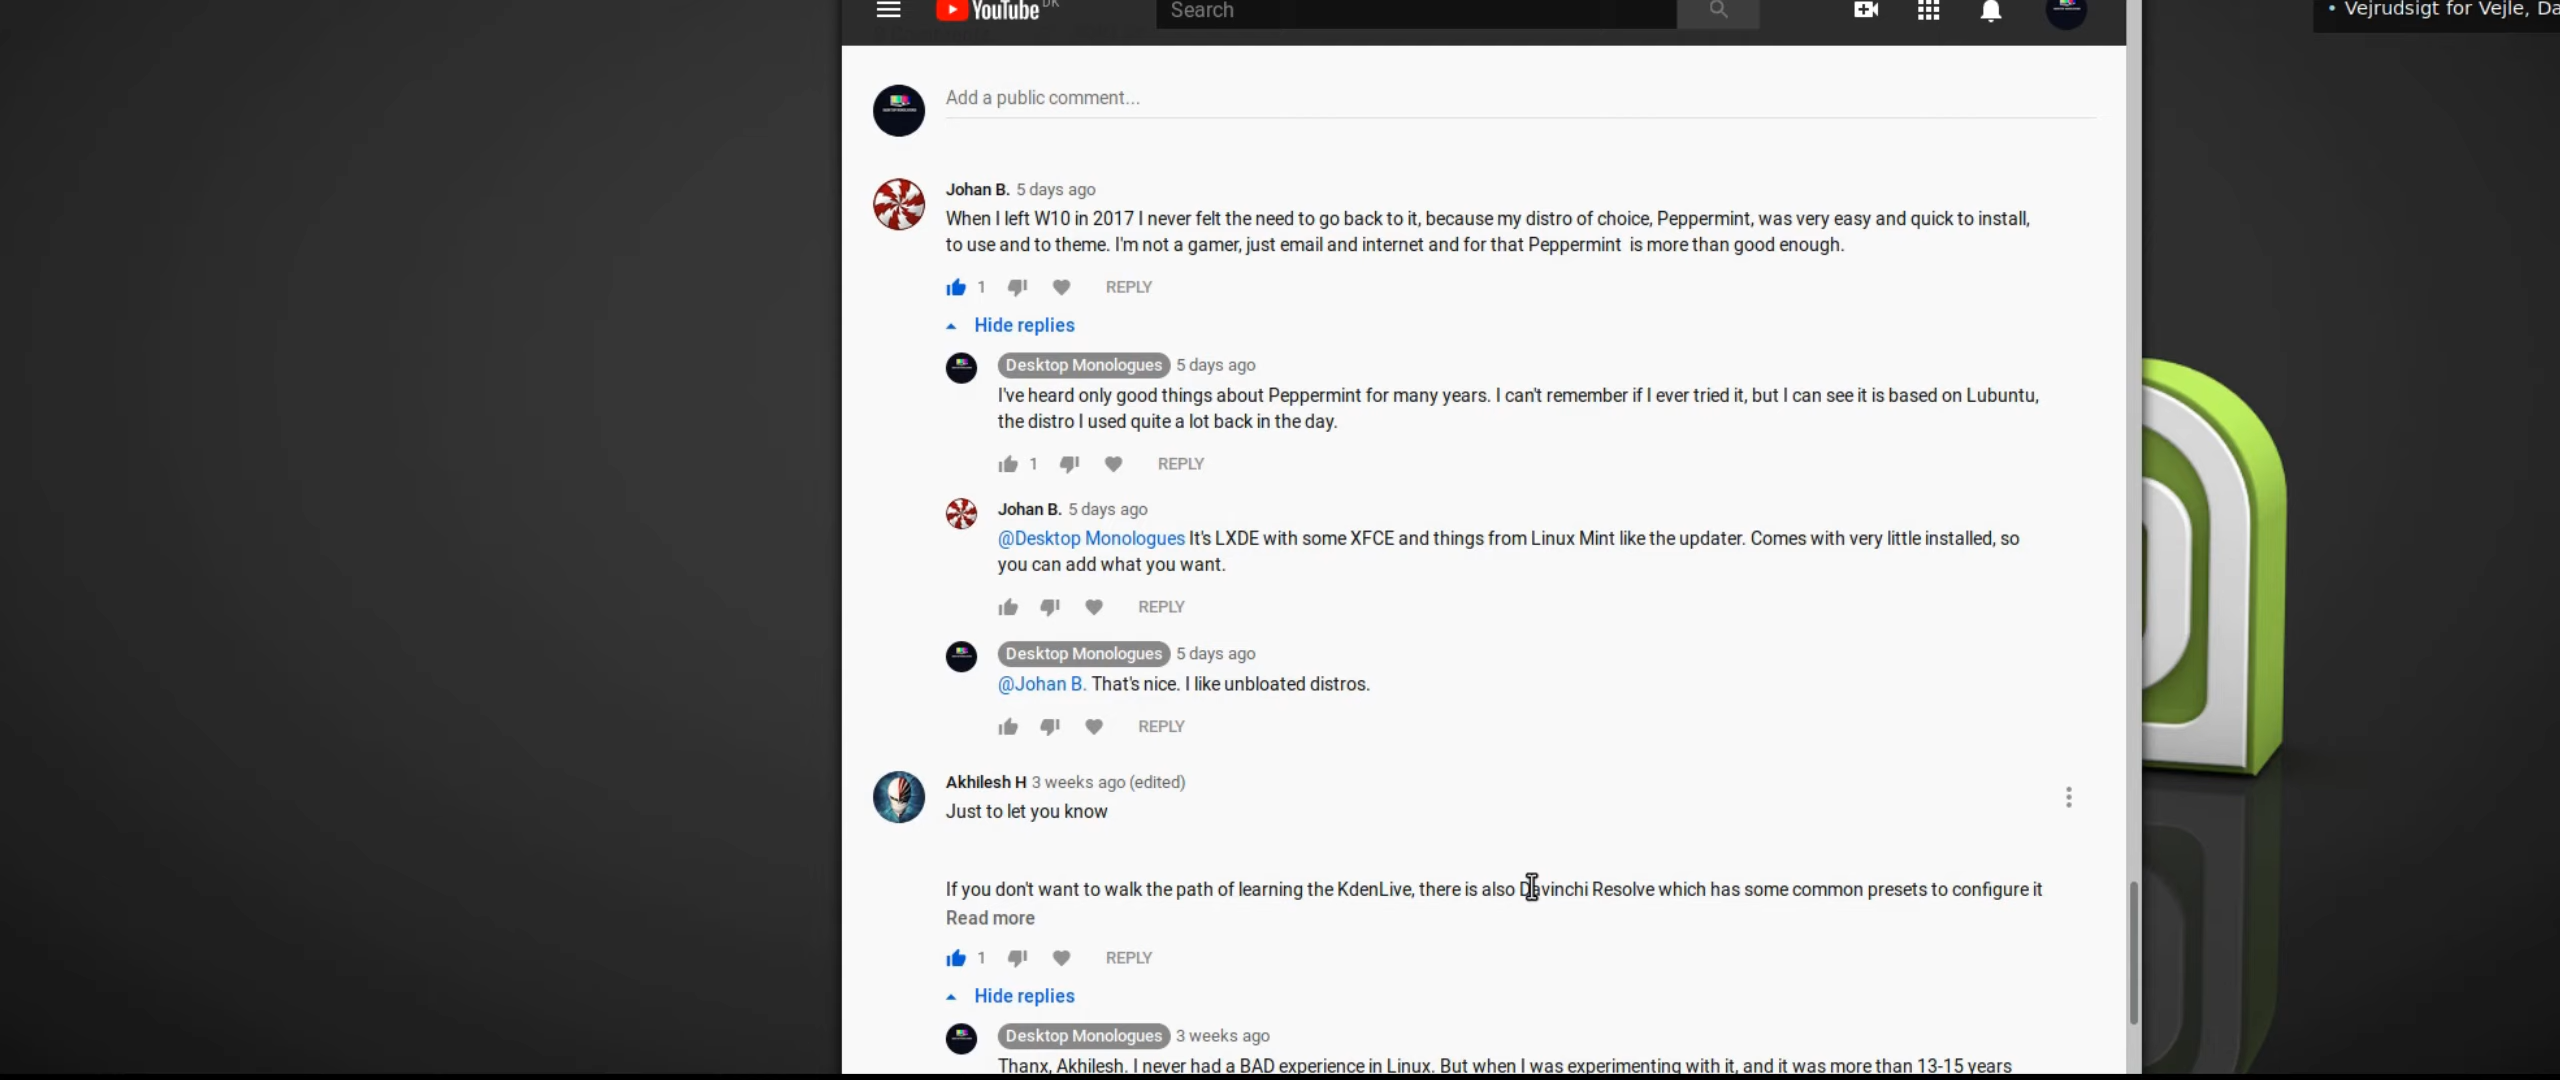 YouTube DK
Search
• Vejrudsigt for Vejle, Da
Add a public comment...
Johan B. 5 days ago
When I left W10 in 2017 I never felt the need to go back to it, because my distro of choice, Peppermint, was very easy and quick to install,
to use and to theme. I'm not a gamer, just email and internet and for that Peppermint is more than good enough.
1 REPLY
Hide replies
Desktop Monologues 5 days ago
I've heard only good things about Peppermint for many years. I can't remember if I ever tried it, but I can see it is based on Lubuntu,
the distro I used quite a lot back in the day.
1 REPLY
Johan B. 5 days ago
@Desktop Monologues It's LXDE with some XFCE and things from Linux Mint like the updater. Comes with very little installed, so
you can add what you want.
REPLY
Desktop Monologues 5 days ago
@Johan B. That's nice. I like unbloated distros.
REPLY
Akhilesh H 3 weeks ago (edited)
Just to let you know
If you don't want to walk the path of learning the KdenLive, there is also Davinchi Resolve which has some common presets to configure it
Read more
1 REPLY
Hide replies
Desktop Monologues 3 weeks ago
Thanx, Akhilesh. I never had a BAD experience in Linux. But when I was experimenting with it, and it was more than 13-15 years